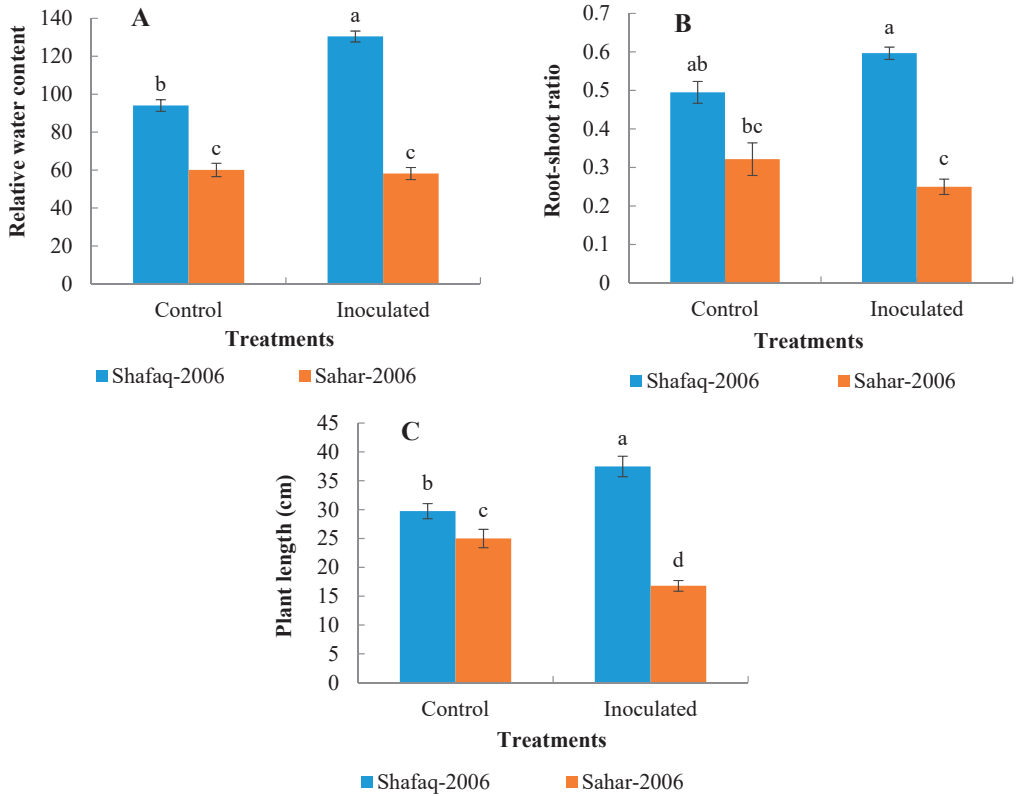 A
Relative water content
140
120
100
80
60
40
20
0
b
c
a
c
Control
Inoculated
Treatments
Shafaq-2006
Sahar-2006
B
Root-shoot ratio
0.7
0.6
0.5
0.4
0.3
0.2
0.1
0
ab
bc
a
c
Control
Inoculated
Treatments
Shafaq-2006
Sahar-2006
C
Plant length (cm)
45
40
35
30
25
20
15
10
5
0
b
c
a
d
Control
Inoculated
Treatments
Shafaq-2006
Sahar-2006